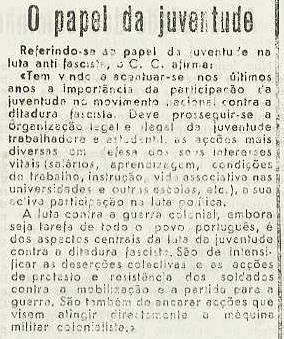 O papel da juventude
Referindo-se ao papel da juventude na
luta anti fascista, o C. C. afirma:
«Tem vindo a acentuar-se nos últimos
anos a importância da participação da
juventude no movimento nacional contra a
ditadura fascista. Deve prosseguir-se a
organização legal e ilegal da juventude
trabalhadora e estudantil, as acções mais
diversas em defesa dos seus interesses
vitais (salários, aprendizagem, condições
de trabalho, instrução, vida associativa nas
universidades e outras escolas, etc.), a sua
activa participação na luta política.
A luta contra a guerra colonial, embora
seja tarefa de todo o povo português, é
dos aspectos centrais da luta da juventude
contra a ditadura fascista. São de intensi-
ficar as deserções colectivas e as acções
de protesto e resistência dos soldados
contra a mobilização e a partida para a
guerra. São também de encarar acções que
visem atingir directamente a máquina
militar colonialista.»